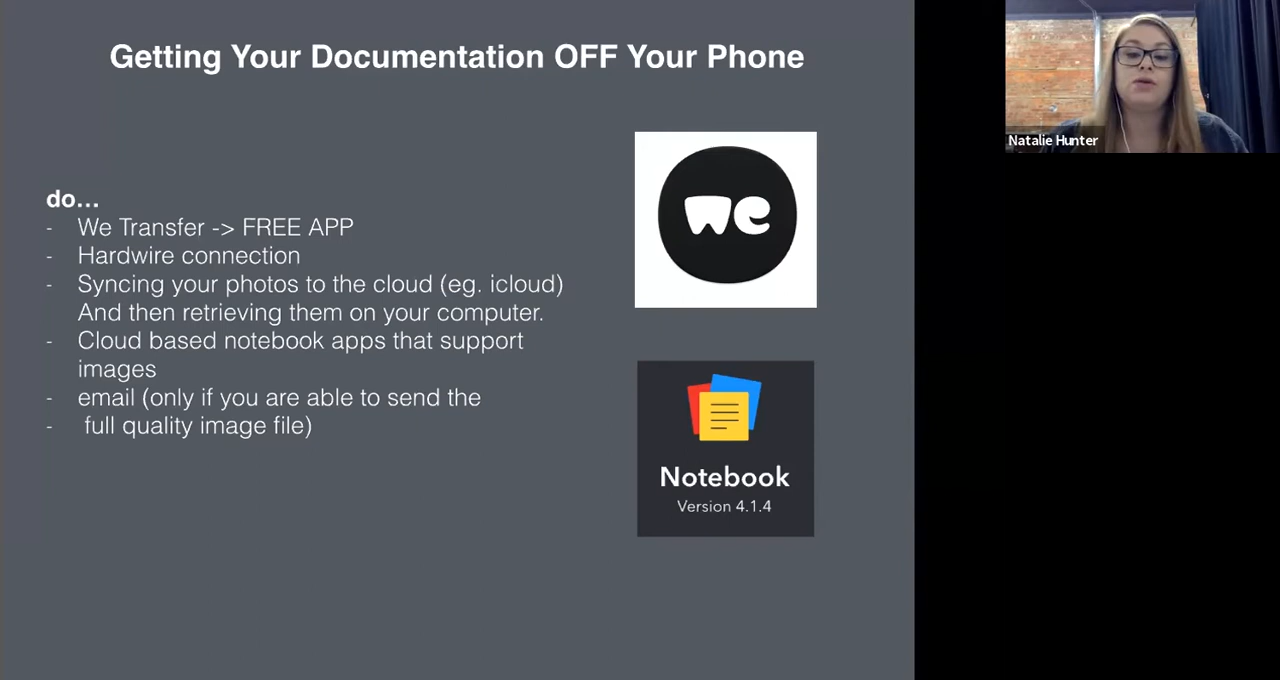 Getting Your Documentation OFF Your Phone
do...
- We Transfer -> FREE APP
- Hardwire connection
- Syncing your photos to the cloud (eg. icloud)
And then retrieving them on your computer.
- Cloud based notebook apps that support
images
- email (only if you are able to send the
- full quality image file)
we
Notebook
Version 4.1.4
Natalie Hunter